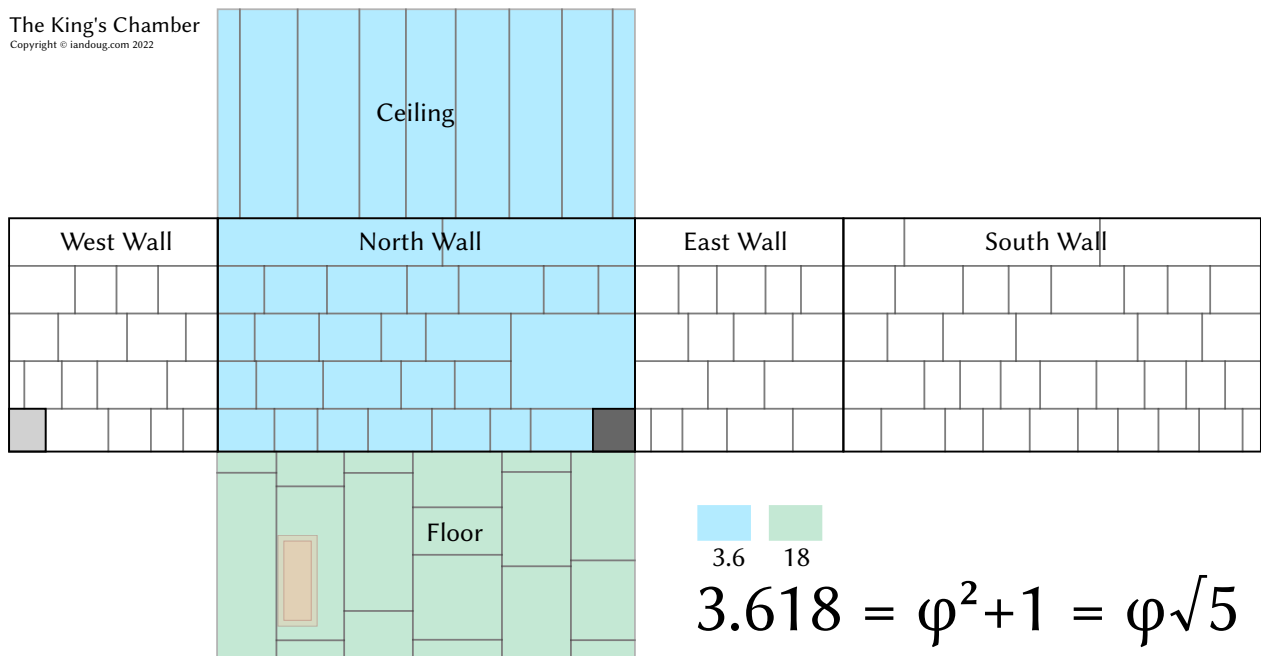 The King's Chamber
Copyright © iandoug.com 2022
Ceiling
West Wall
North Wall
East Wall
South Wall
Floor
3.6
18
3.618 = φ²+1 = φ√5